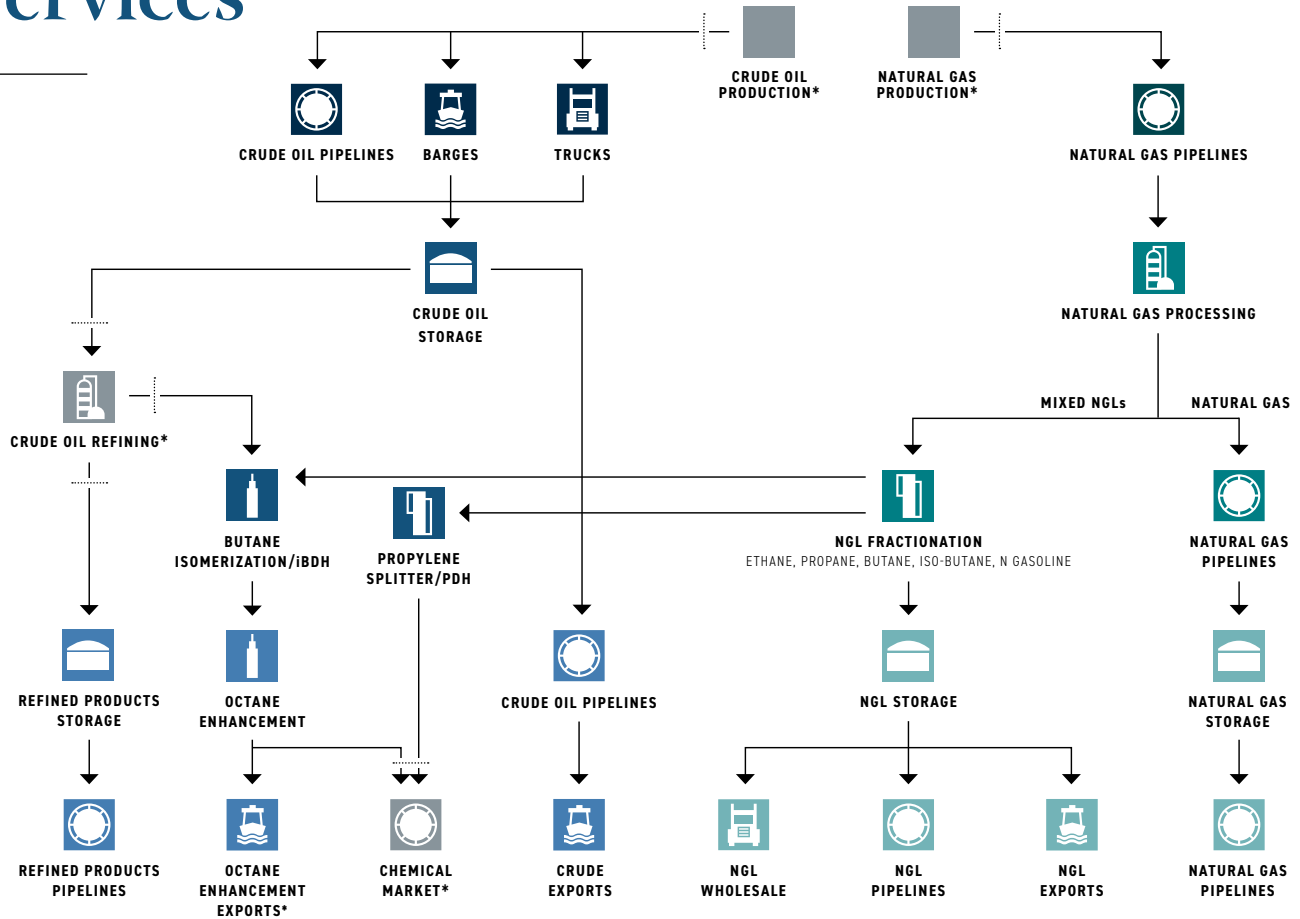 ervices
CRUDE OIL
PRODUCTION*
NATURAL GAS
PRODUCTION*
CRUDE OIL PIPELINES
BARGES
TRUCKS
NATURAL GAS PIPELINES
CRUDE OIL
STORAGE
NATURAL GAS PROCESSING
MIXED NGLs
NATURAL GAS
CRUDE OIL REFINING*
BUTANE
ISOMERIZATION/iBDH
PROPYLENE
SPLITTER/PDH
NGL FRACTIONATION
ETHANE, PROPANE, BUTANE, ISO-BUTANE, N GASOLINE
NATURAL GAS
PIPELINES
REFINED PRODUCTS
STORAGE
OCTANE
ENHANCEMENT
CRUDE OIL PIPELINES
NGL STORAGE
NATURAL GAS
STORAGE
REFINED PRODUCTS
PIPELINES
OCTANE
ENHANCEMENT
EXPORTS*
CHEMICAL
MARKET*
CRUDE
EXPORTS
NGL
WHOLESALE
NGL
PIPELINES
NGL
EXPORTS
NATURAL GAS
PIPELINES